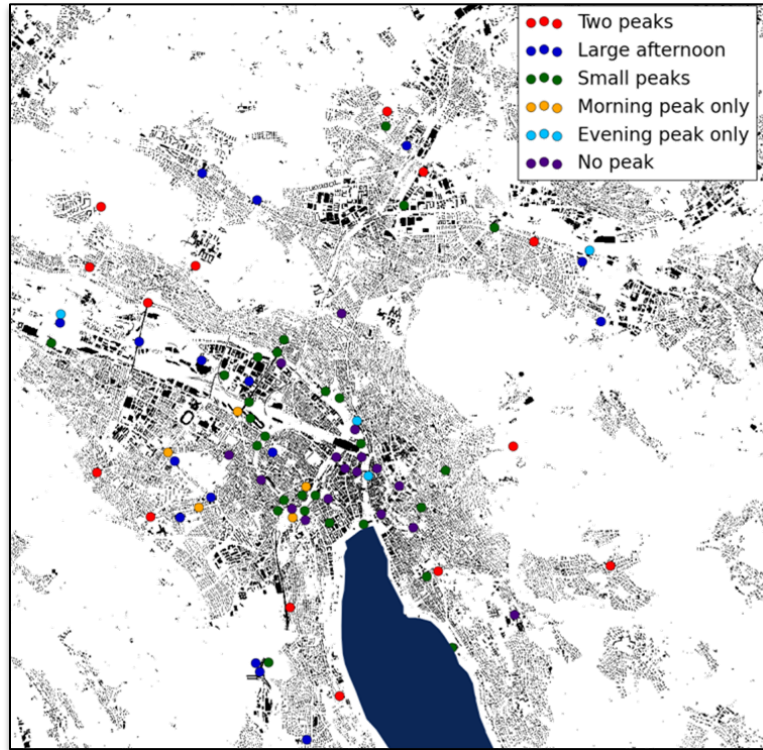 Two peaks
Large afternoon
Small peaks
Morning peak only
Evening peak only
No peak